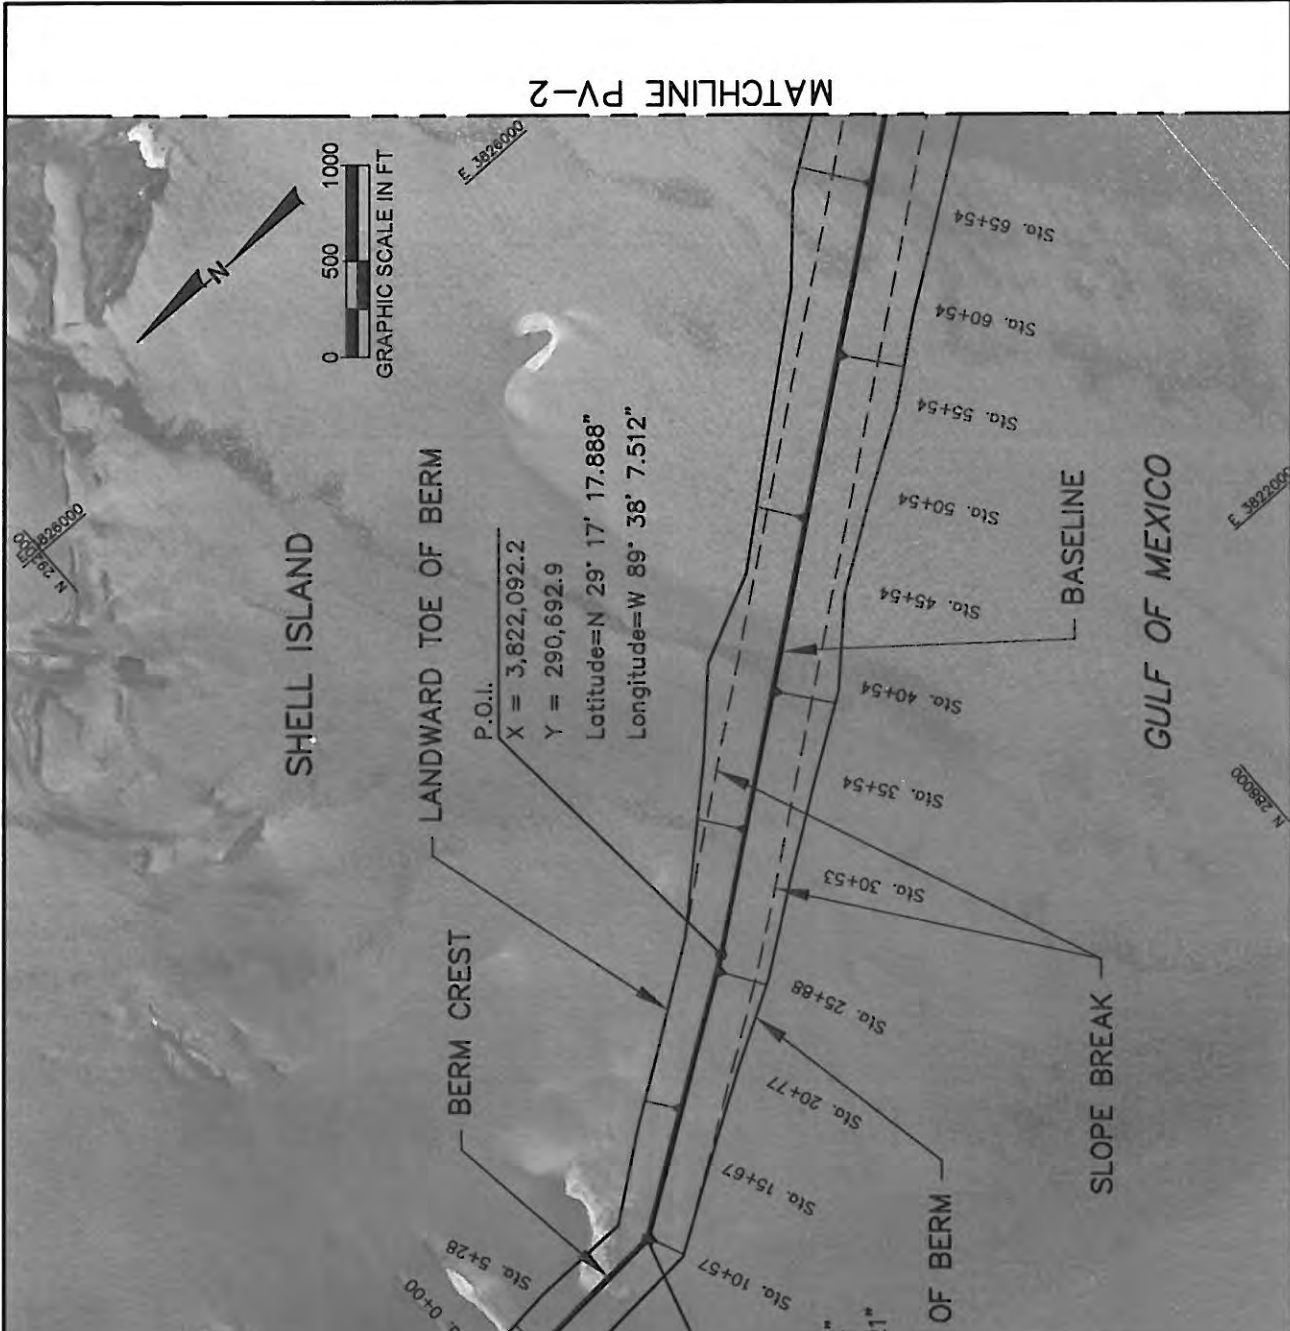 MATCHLINE PV-2
E 3826000
0 500 1000
GRAPHIC SCALE IN FT
N
N 292000
SHELL ISLAND
LANDWARD TOE OF BERM
P.O.I.
X = 3,822,092.2
Y = 290,692.9
Latitude=N 29° 17' 17.888"
Longitude=W 89° 38' 7.512"
BERM CREST
Sta. 65+54
Sta. 60+54
Sta. 55+54
Sta. 50+54
Sta. 45+54
Sta. 40+54
Sta. 35+54
Sta. 30+53
Sta. 25+88
Sta. 20+77
Sta. 15+67
Sta. 10+57
Sta. 5+28
0+00
BASELINE
GULF OF MEXICO
E 3822000
N 288000
SLOPE BREAK
OF BERM